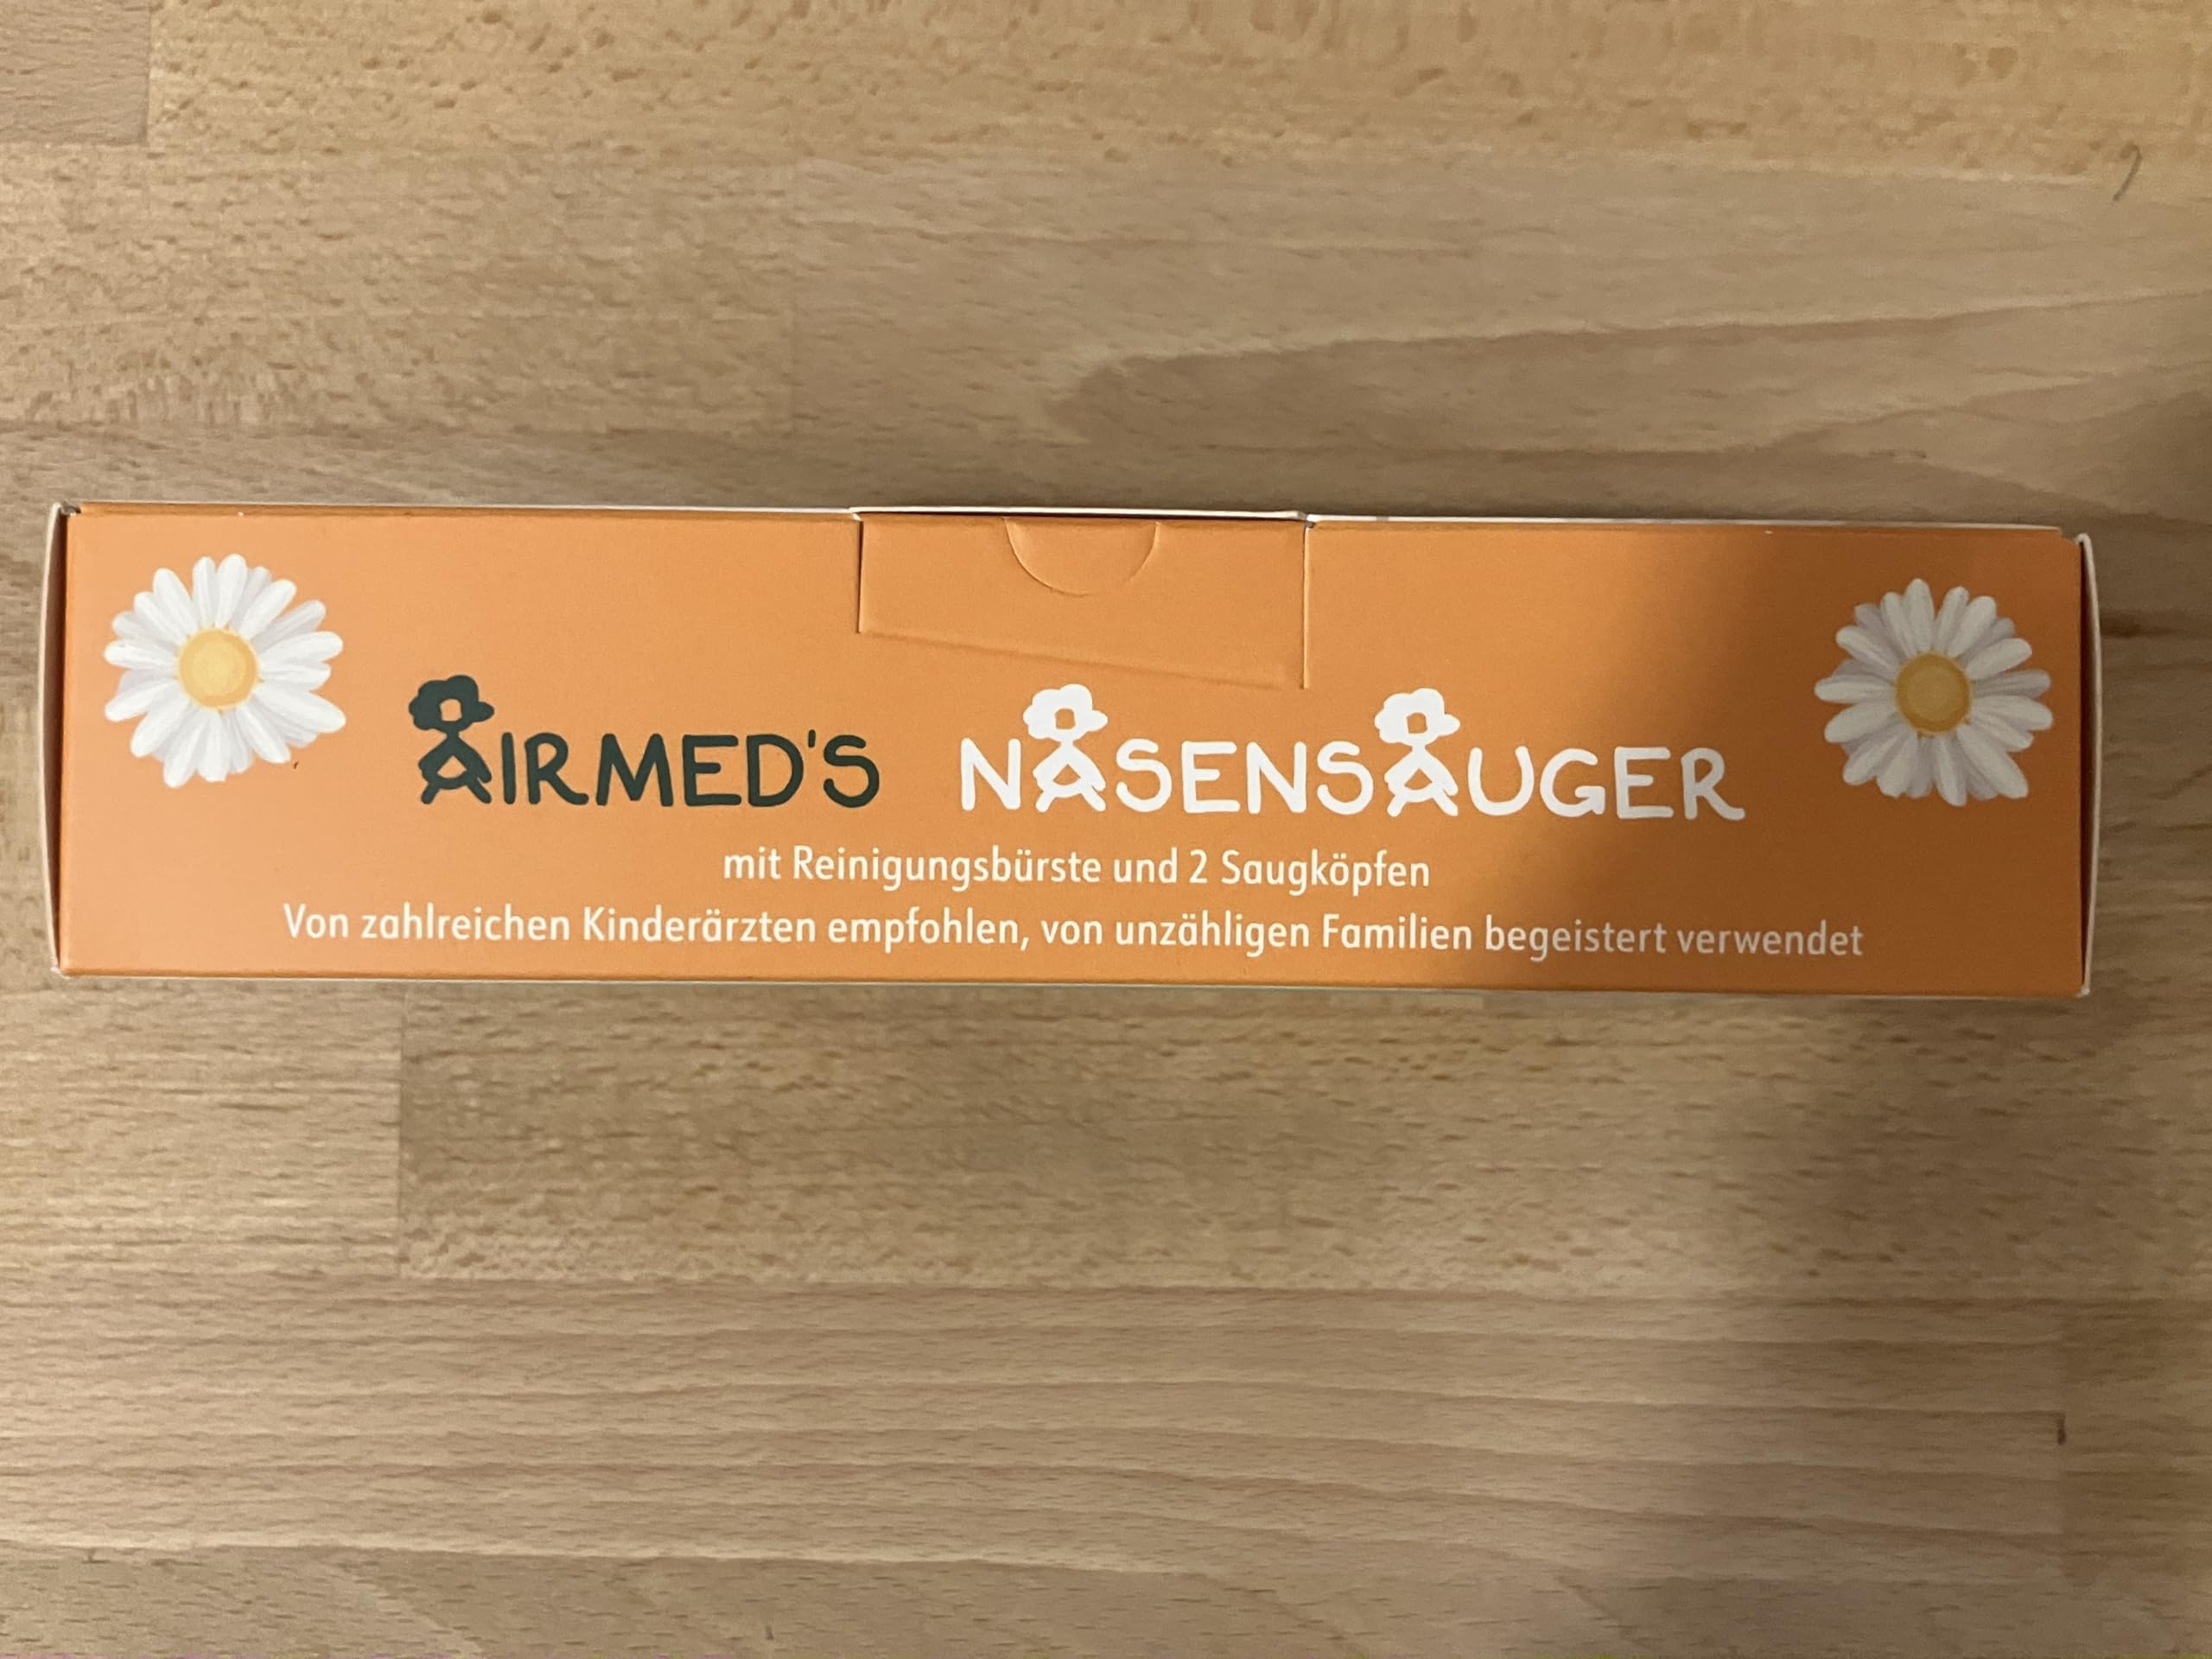 AIRMED'S NASENSAUGER
mit Reinigungsbürste und 2 Saugköpfen
Von zahlreichen Kinderärzten empfohlen, von unzähligen Familien begeistert verwendet